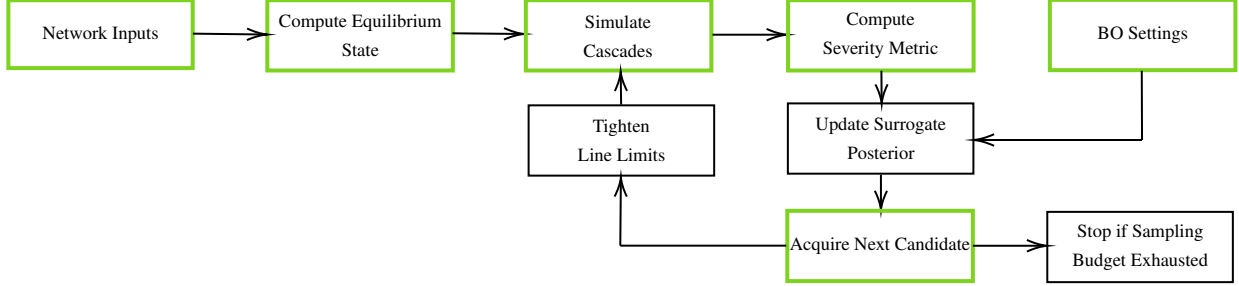 Network Inputs
Compute Equilibrium
State
Simulate
Cascades
Compute
Severity Metric
BO Settings
Tighten
Line Limits
Update Surrogate
Posterior
Acquire Next Candidate
Stop if Sampling
Budget Exhausted